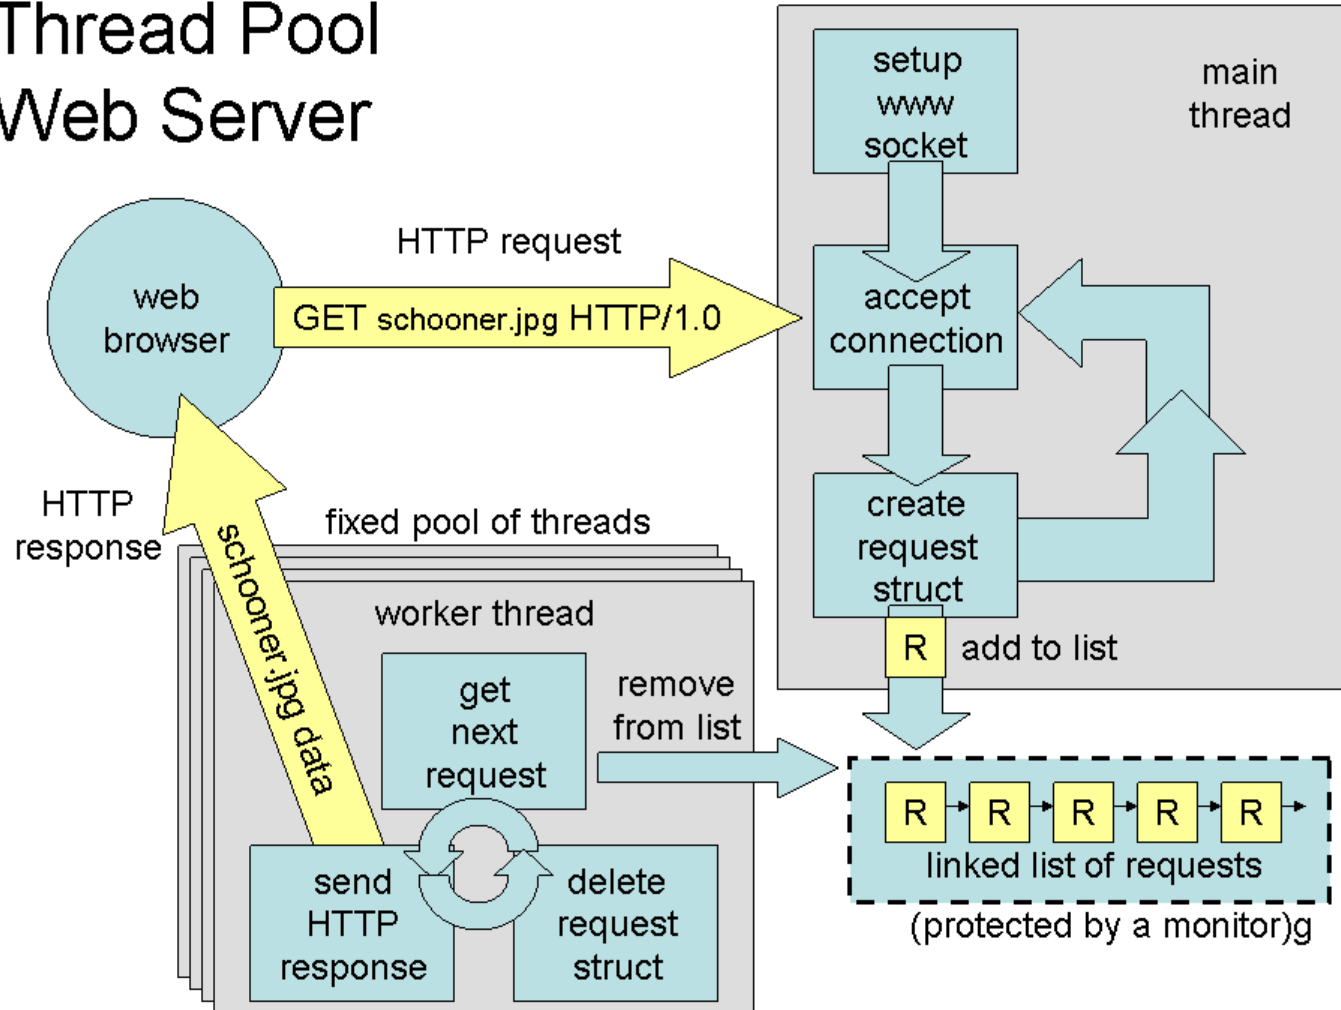 Thread Pool
Web Server
setup
www
socket
main
thread
HTTP request
web
browser
GET schooner.jpg HTTP/1.0
accept
connection
HTTP
response
schooner.jpg data
fixed pool of threads
create
request
struct
worker thread
R
add to list
get
next
request
remove
from list
R
R
R
R
R
linked list of requests
(protected by a monitor)g
send
HTTP
response
delete
request
struct